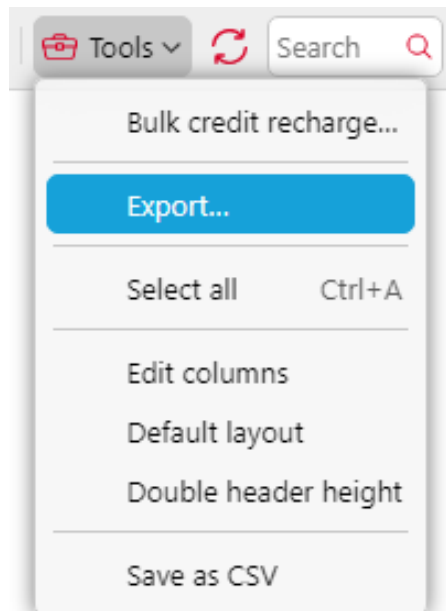 Tools
Search
Bulk credit recharge...
Export...
Select all Ctrl+A
Edit columns
Default layout
Double header height
Save as CSV